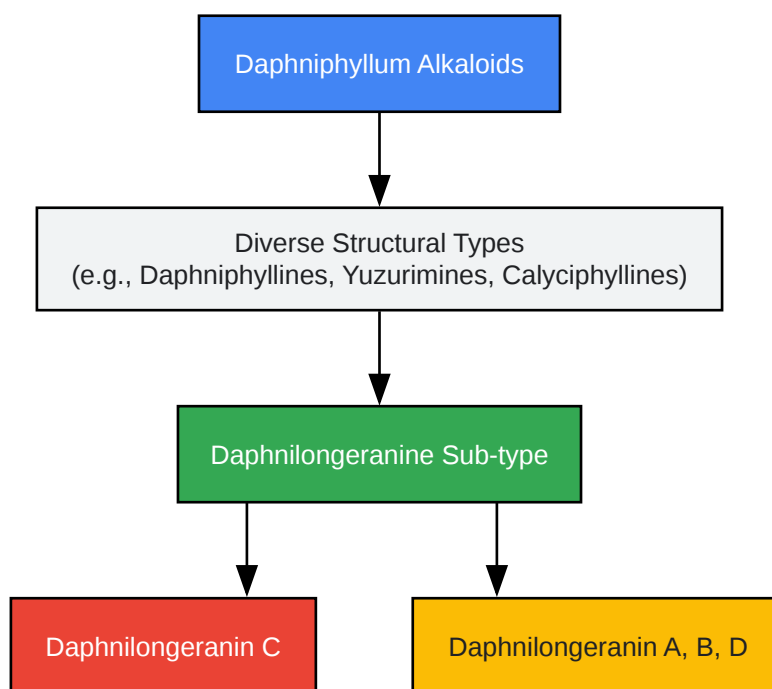 Daphniphyllum Alkaloids
Diverse Structural Types
(e.g., Daphniphyllines, Yuzurimines, Calyciphyllines)
Daphnilongeranine Sub-type
Daphnilongeranin C
Daphnilongeranin A, B, D